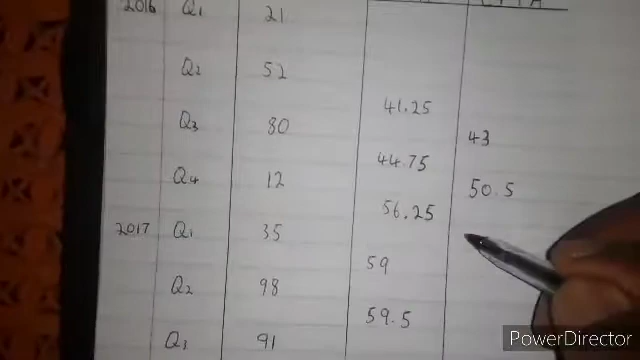 2016 Q1 21
Q2 52
41.25
Q3 80 43
44.75
Q4 12 50.5
56.25
2017 Q1 35
59
Q2 98
59.5
Q3 91
PowerDirector